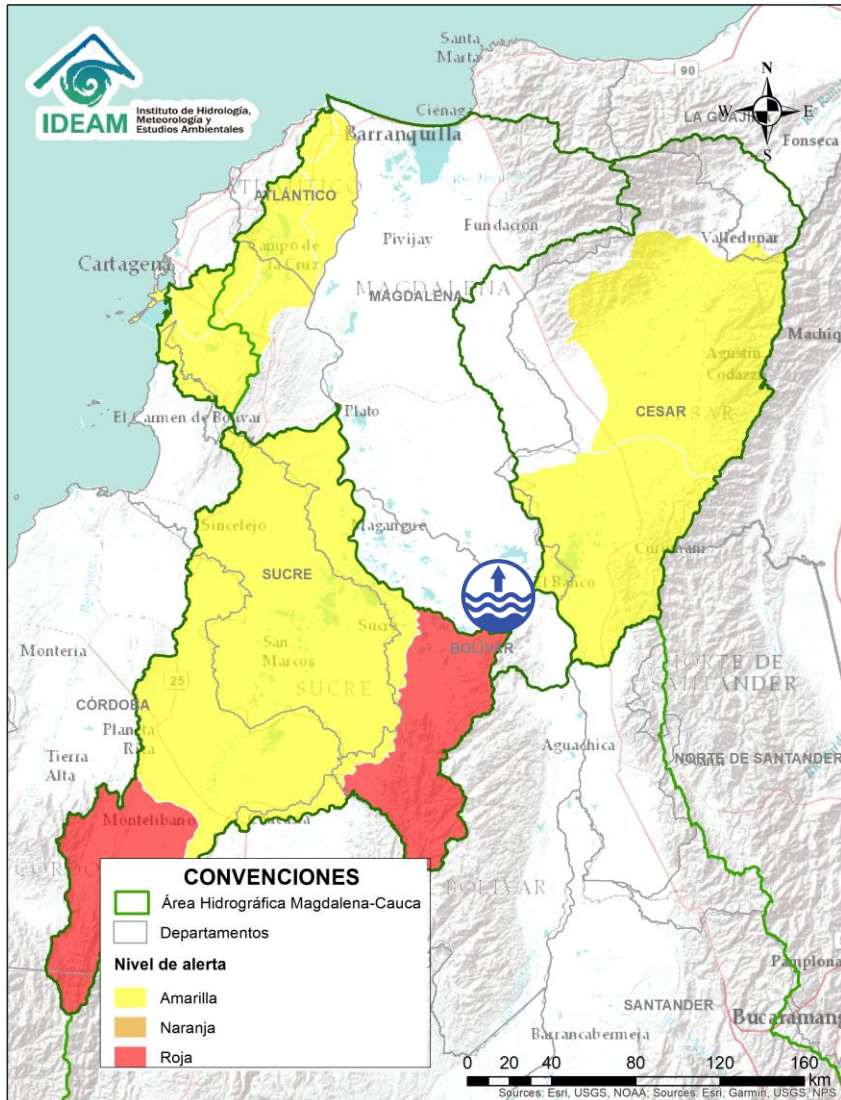 Santa
Marta
90
N
W
E
S
IDEAM
Instituto de Hidrología,
Meteorología y
Estudios Ambientales
Ciénaga
Barranquilla
LA GUAJIRA
Fonseca
ATLÁNTICO
Valledupar
Fundación
Pivijay
Campo de
la Cruz
Cartagena
MAGDALENA
MAGDALENA
Machiq
Agustín
Codazzi
CESAR
El Carmen de Bolívar
Plato
Sincelejo
Magangué
SUCRE
Curumaní
El Banco
Sucre
San
Marcos
SUCRE
BOLÍVAR
Montería
25
NORTE DE
SANTANDER
CÓRDOBA
Planeta
Rica
Tierra
Alta
Aguachica
NORTE DE SANTANDER
Montelíbano
BOLÍVAR
CONVENCIONES
Área Hidrográfica Magdalena-Cauca
Departamentos
Nivel de alerta
Amarilla
Naranja
Roja
Pamplona
SANTANDER
Bucaramang
Barrancabermeja
0 20 40 80 120 160
km
Sources: Esri, USGS, NOAA; Sources: Esri, Garmin, USGS, NPS